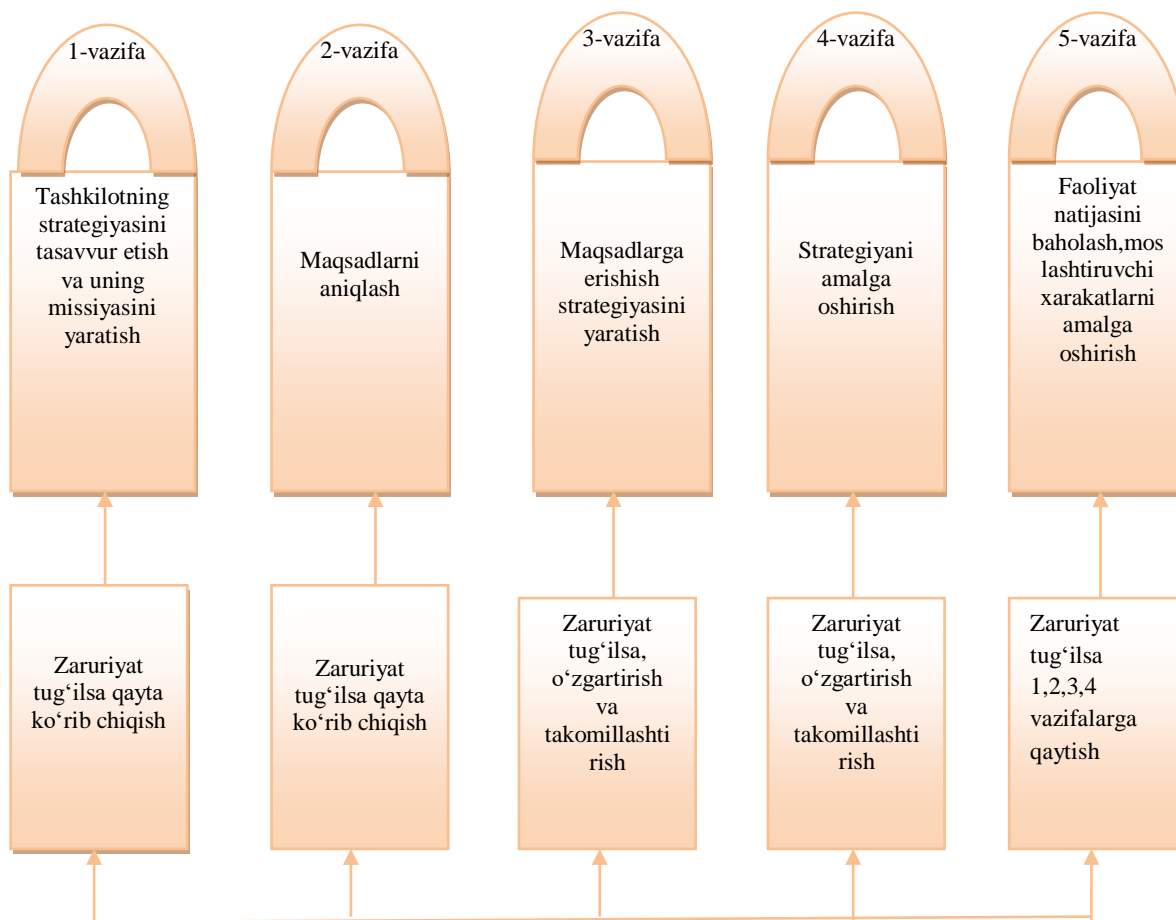 1-vazifa
2-vazifa
3-vazifa
4-vazifa
5-vazifa
Tashkilotning
strategiyasini
tasavvur etish
va uning
missiyasini
yaratish
Maqsadlarni
aniqlash
Maqsadlarga
erishish
strategiyasini
yaratish
Strategiyani
amalga
oshirish
Faoliyat
natijasini
baholash,mos
lashtiruvchi
xarakatlarni
amalga
oshirish
Zaruriyat
tug‘ilsa qayta
ko‘rib chiqish
Zaruriyat
tug‘ilsa qayta
ko‘rib chiqish
Zaruriyat
tug‘ilsa,
o‘zgartirish
va
takomillashti
rish
Zaruriyat
tug‘ilsa,
o‘zgartirish
va
takomillashti
rish
Zaruriyat
tug‘ilsa
1,2,3,4
vazifalarga
qaytish